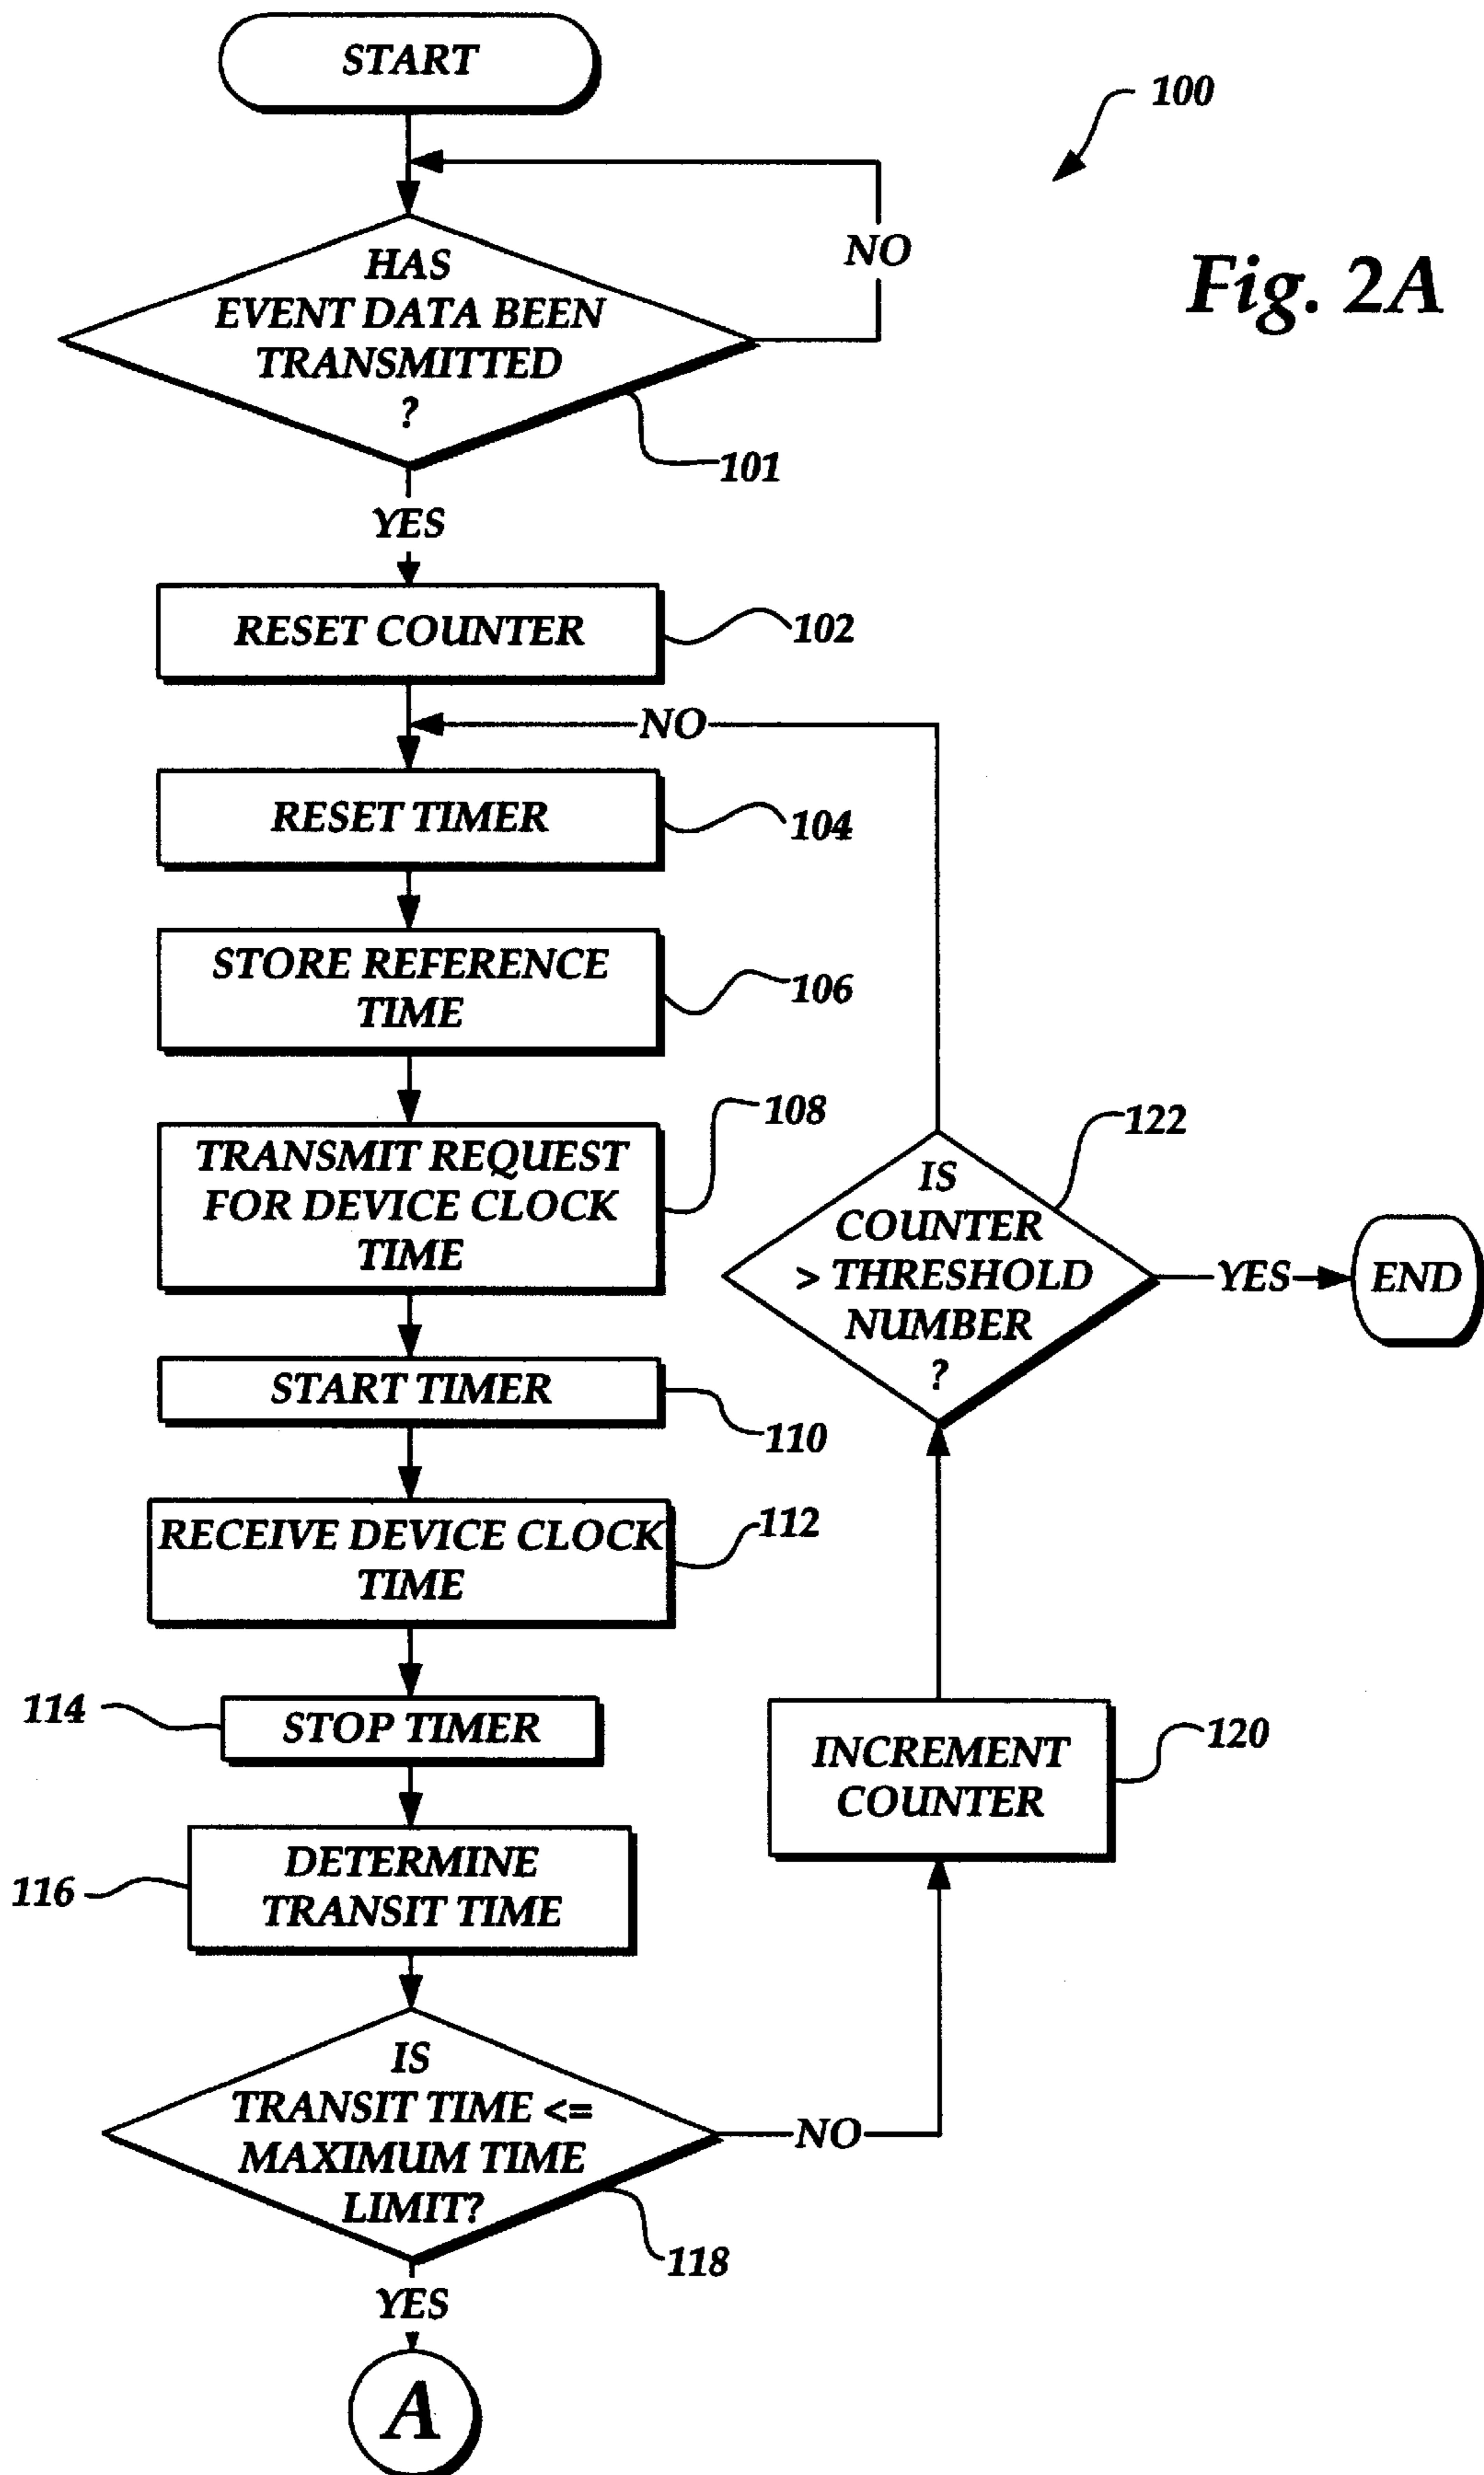 START
100
Fig. 2A
NO
HAS
EVENT DATA BEEN
TRANSMITTED
?
101
YES
RESET COUNTER
102
NO
RESET TIMER
104
STORE REFERENCE
TIME
106
TRANSMIT REQUEST
FOR DEVICE CLOCK
TIME
108
START TIMER
110
RECEIVE DEVICE CLOCK
TIME
112
114
STOP TIMER
116
DETERMINE
TRANSIT TIME
IS
TRANSIT TIME <=
MAXIMUM TIME
LIMIT?
118
NO
INCREMENT
COUNTER
120
IS
COUNTER
> THRESHOLD
NUMBER
?
122
YES
END
YES
A